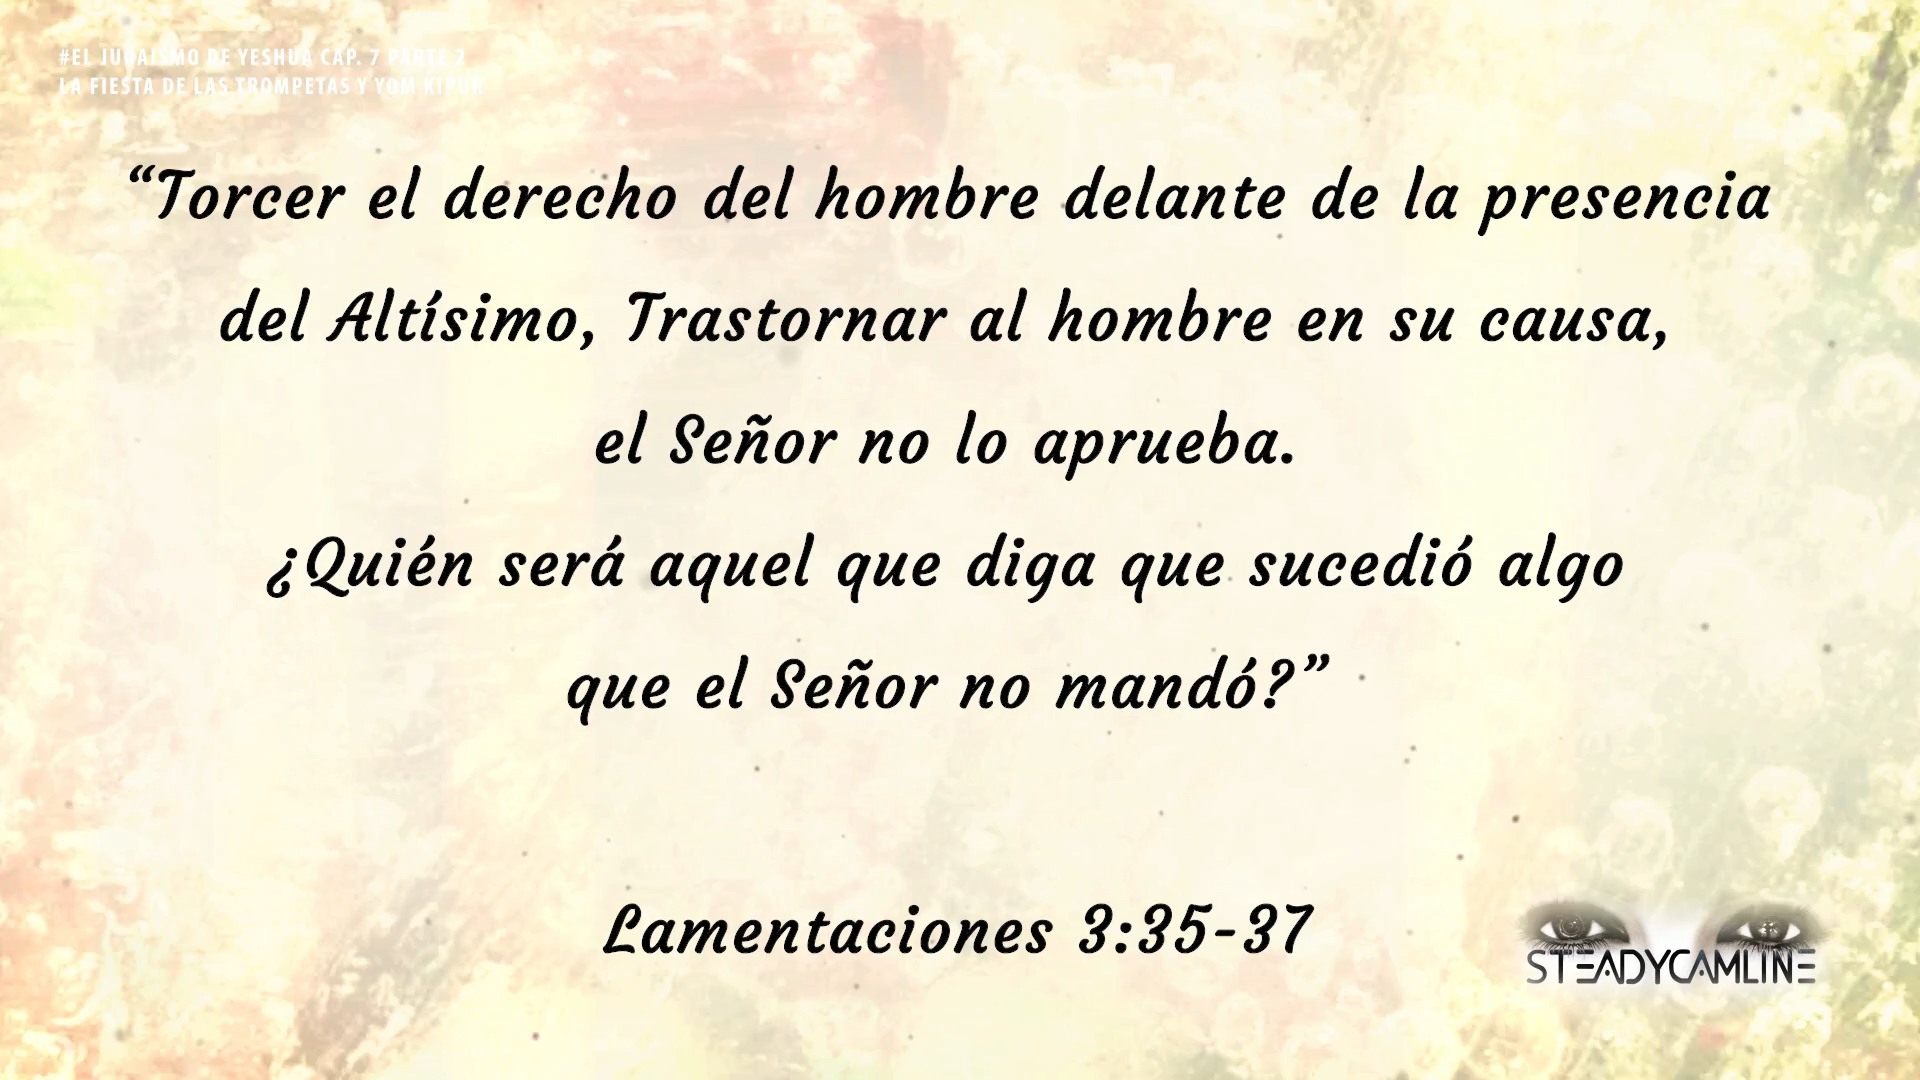 #EL JUDAISMO DE YESHUA CAP. 7 PARTE 2
LA FIESTA DE LAS TROMPETAS Y YOM KIPUR
“Torcer el derecho del hombre delante de la presencia
del Altísimo, Trastornar al hombre en su causa,
el Señor no lo aprueba.
¿Quién será aquel que diga que sucedió algo
que el Señor no mandó?”
Lamentaciones 3:35-37
STEADYCAMLINE